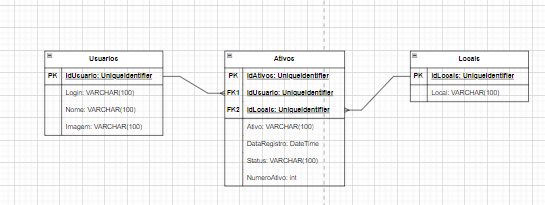 Usuarios
PK IdUsuario: UniqueIdentifier
Login: VARCHAR(100)
Nome: VARCHAR(100)
Imagem: VARCHAR(100)
Ativos
PK IdAtivos: UniqueIdentifier
FK1 IdUsuario: UniqueIdentifier
FK2 IdLocais: UniqueIdentifier
Ativo: VARCHAR(100)
DataRegistro: DateTime
Status: VARCHAR(100)
NumeroAtivo: int
Locais
PK IdLocais: UniqueIdentifier
Local: VARCHAR(100)